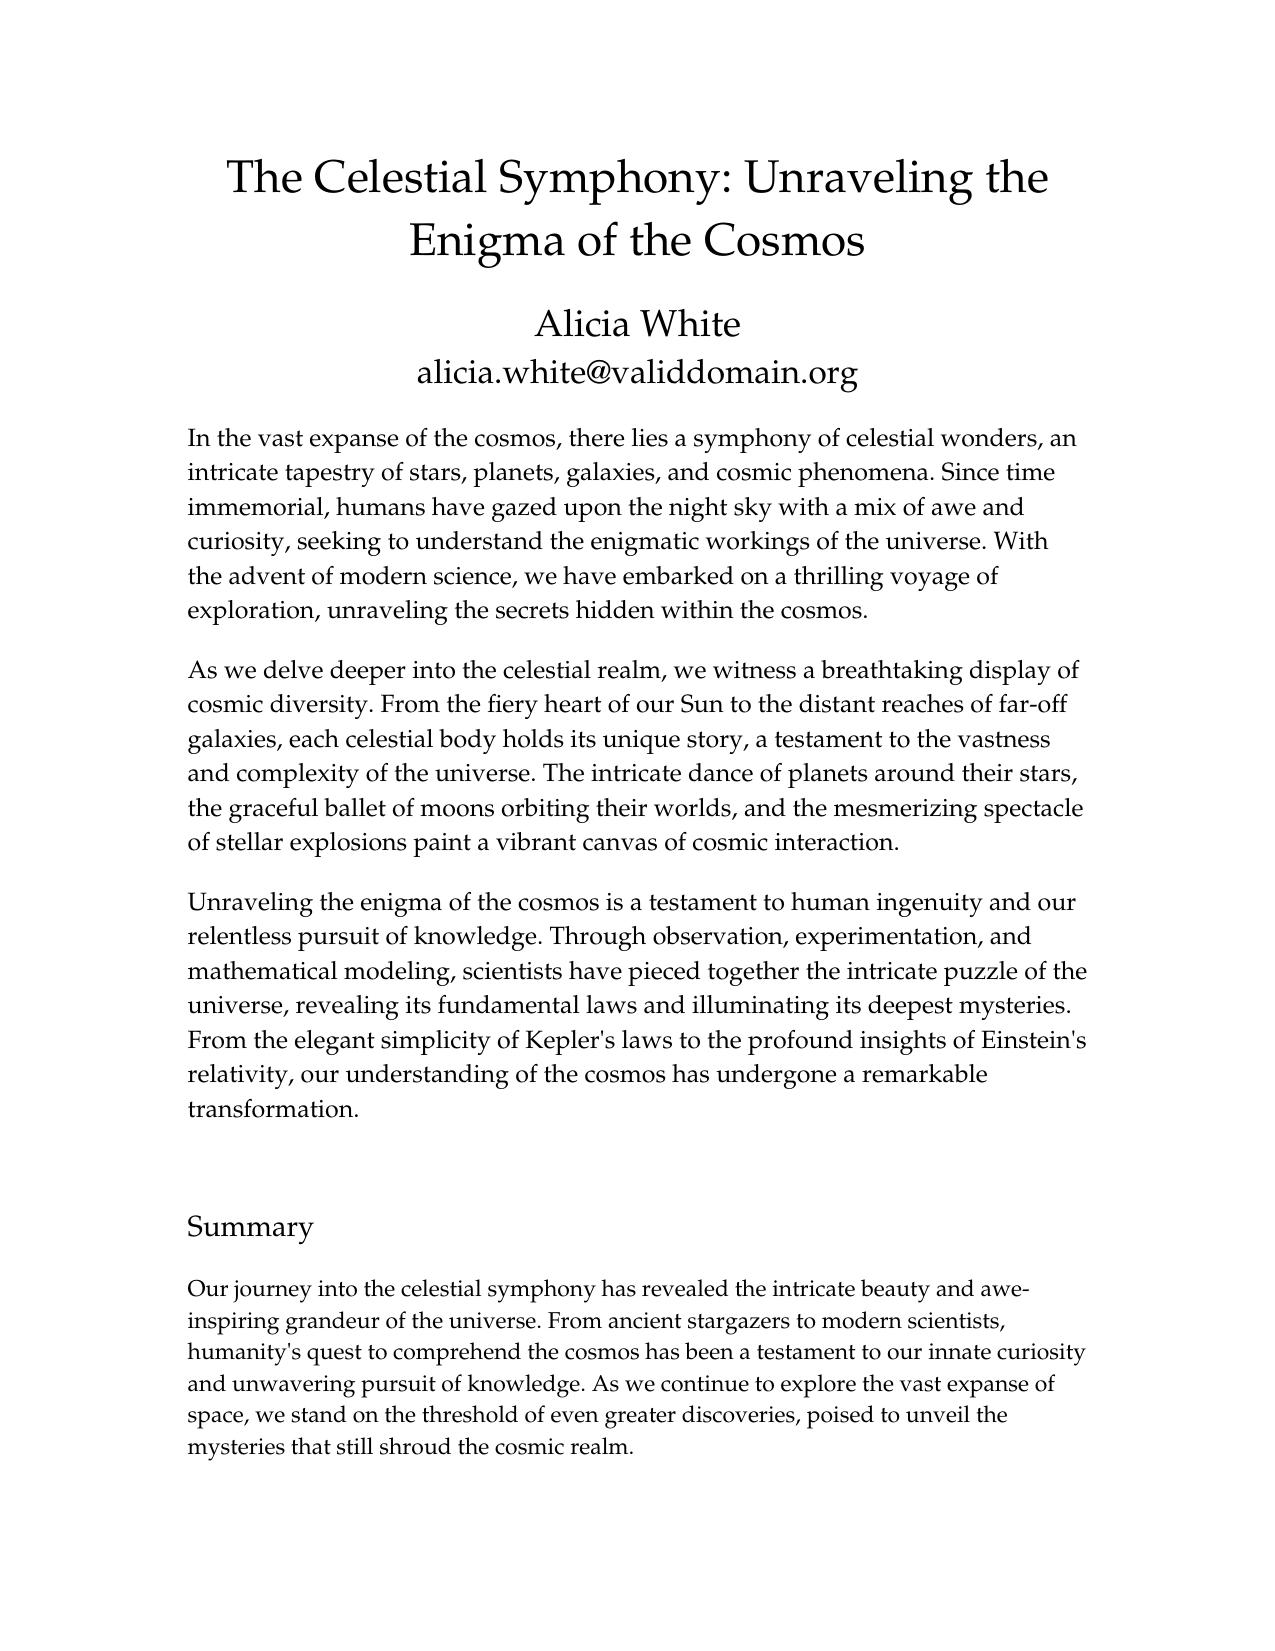 The Celestial Symphony: Unraveling the
Enigma of the Cosmos
Alicia White
alicia.white@validdomain.org
In the vast expanse of the cosmos, there lies a symphony of celestial wonders, an
intricate tapestry of stars, planets, galaxies, and cosmic phenomena. Since time
immemorial, humans have gazed upon the night sky with a mix of awe and
curiosity, seeking to understand the enigmatic workings of the universe. With
the advent of modern science, we have embarked on a thrilling voyage of
exploration, unraveling the secrets hidden within the cosmos.
As we delve deeper into the celestial realm, we witness a breathtaking display of
cosmic diversity. From the fiery heart of our Sun to the distant reaches of far-off
galaxies, each celestial body holds its unique story, a testament to the vastness
and complexity of the universe. The intricate dance of planets around their stars,
the graceful ballet of moons orbiting their worlds, and the mesmerizing spectacle
of stellar explosions paint a vibrant canvas of cosmic interaction.
Unraveling the enigma of the cosmos is a testament to human ingenuity and our
relentless pursuit of knowledge. Through observation, experimentation, and
mathematical modeling, scientists have pieced together the intricate puzzle of the
universe, revealing its fundamental laws and illuminating its deepest mysteries.
From the elegant simplicity of Kepler's laws to the profound insights of Einstein's
relativity, our understanding of the cosmos has undergone a remarkable
transformation.
Summary
Our journey into the celestial symphony has revealed the intricate beauty and awe-
inspiring grandeur of the universe. From ancient stargazers to modern scientists,
humanity's quest to comprehend the cosmos has been a testament to our innate curiosity
and unwavering pursuit of knowledge. As we continue to explore the vast expanse of
space, we stand on the threshold of even greater discoveries, poised to unveil the
mysteries that still shroud the cosmic realm.